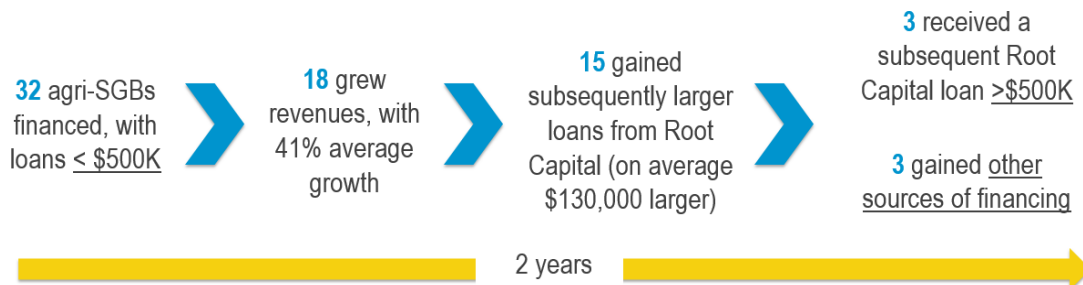 32 agri-SGBs
financed, with
loans < $500K
18 grew
revenues, with
41% average
growth
15 gained
subsequently larger
loans from Root
Capital (on average
$130,000 larger)
3 received a
subsequent Root
Capital loan >$500K
3 gained other
sources of financing
2 years